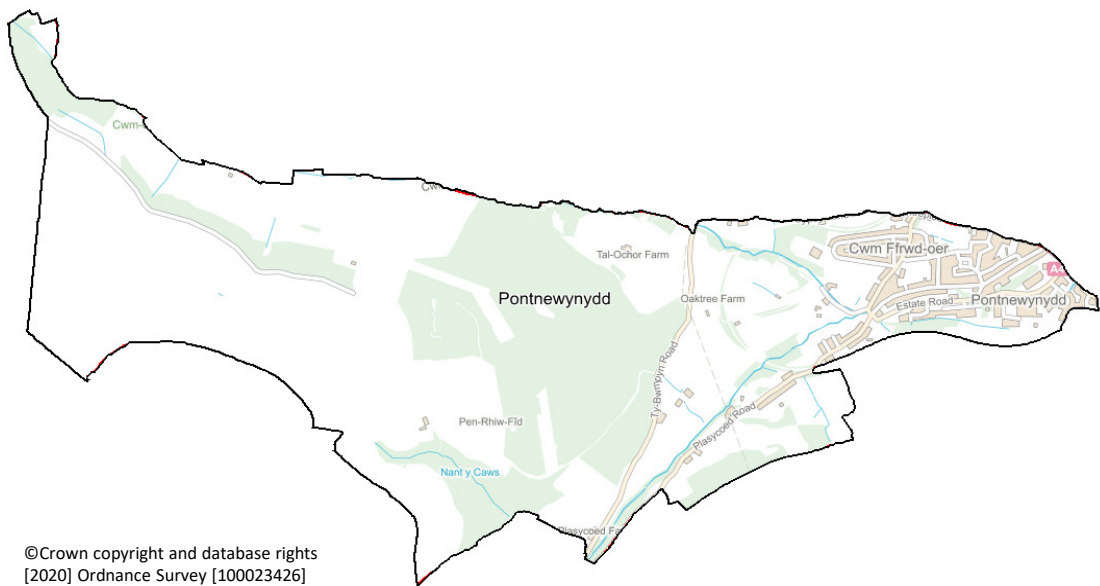 Tal-Ochor Farm
Cwm Ffrwd-oer
Pontnewynydd
Oaktree Farm
Estate Road
Pontnewynydd
Ty-Bwmpyn Road
Pen-Rhiw-Fid
Plasycoed Road
Nant y Caws
©Crown copyright and database rights
[2020] Ordnance Survey [100023426]